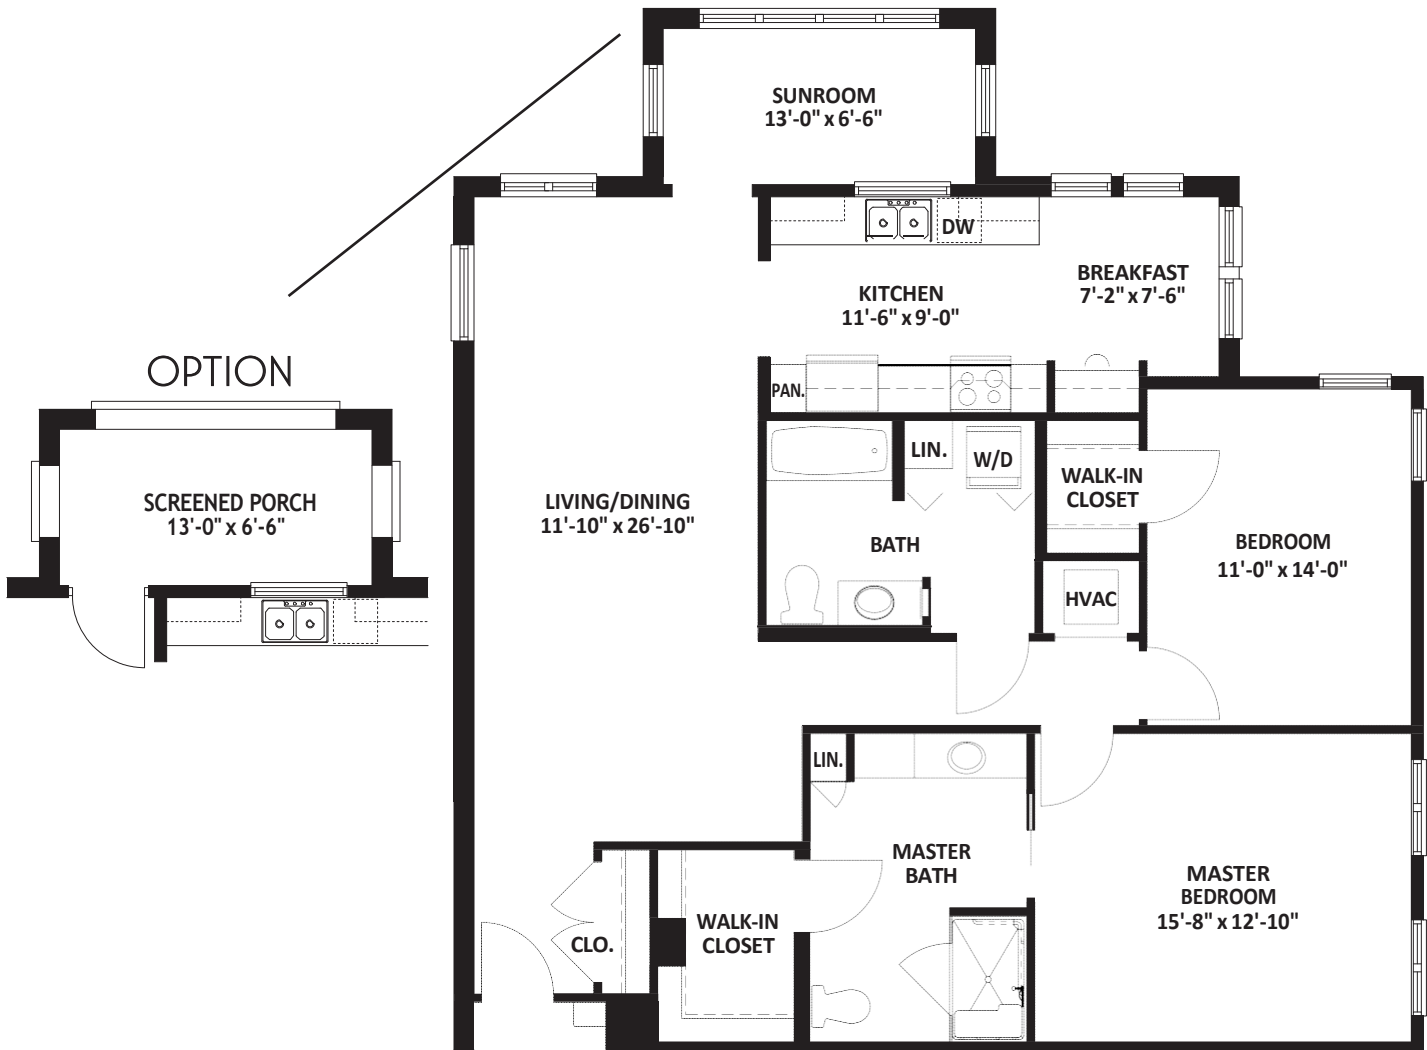 SUNROOM
13'-0" x 6'-6"
DW
BREAKFAST
7'-2" x 7'-6"
KITCHEN
11'-6" x 9'-0"
OPTION
PAN.
LIN.
W/D
WALK-IN
CLOSET
SCREENED PORCH
13'-0" x 6'-6"
LIVING/DINING
11'-10" x 26'-10"
BATH
BEDROOM
11'-0" x 14'-0"
HVAC
LIN.
MASTER
BATH
MASTER
BEDROOM
15'-8" x 12'-10"
WALK-IN
CLOSET
CLO.